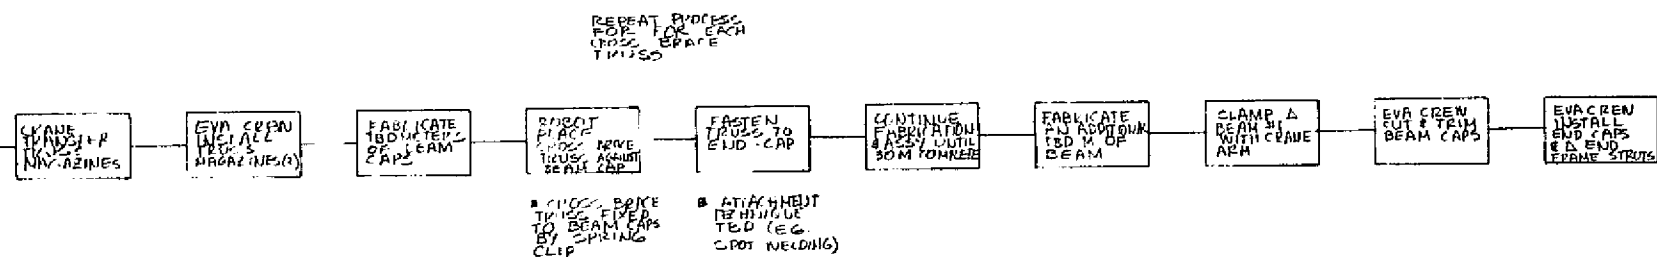 REPEAT PROCESS
FOR FOR EACH
CROSS BRACE
TRUSS
CRANE
TRANSFER
TRUSS
MAGAZINES
EVA CREW
INSTALL
TRUSS
MAGAZINES(2)
FABLICATE
TBD METERS
OF BEAM
CAPS
ROBOT
PLACE
CROSS BRACE
TRUSS AGAINST
BEAM CAP
FASTEN
TRUSS TO
END-CAP
CONTINUE
FABRICATION
& ASSY UNTIL
30M COMPLETE
FABLICATE
AN ADDITIONAL
TBD M OF
BEAM
CLAMP Δ
BEAM #1
WITH CRANE
ARM
EVA CREW
CUT & TRIM
BEAM CAPS
EVA CREW
INSTALL
END CAPS
& Δ END
FRAME STRUTS
• CROSS BRACE
TRUSS FIXED
TO BEAM CAPS
BY SPRING
CLIP
• ATTACHMENT
TECHNIQUE
TBD (EG.
SPOT WELDING)